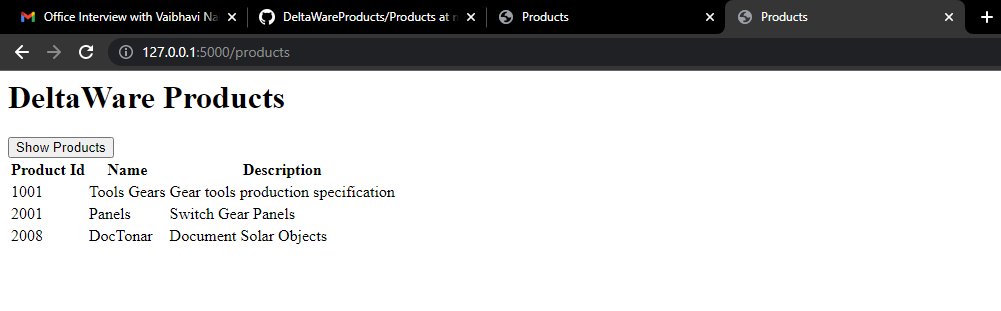 Office Interview with Vaibhavi Na
DeltaWareProducts/Products at
Products
Products
127.0.0.1:5000/products
DeltaWare Products
Show Products
Product Id Name Description
1001 Tools Gears Gear tools production specification
2001 Panels Switch Gear Panels
2008 DocTonar Document Solar Objects